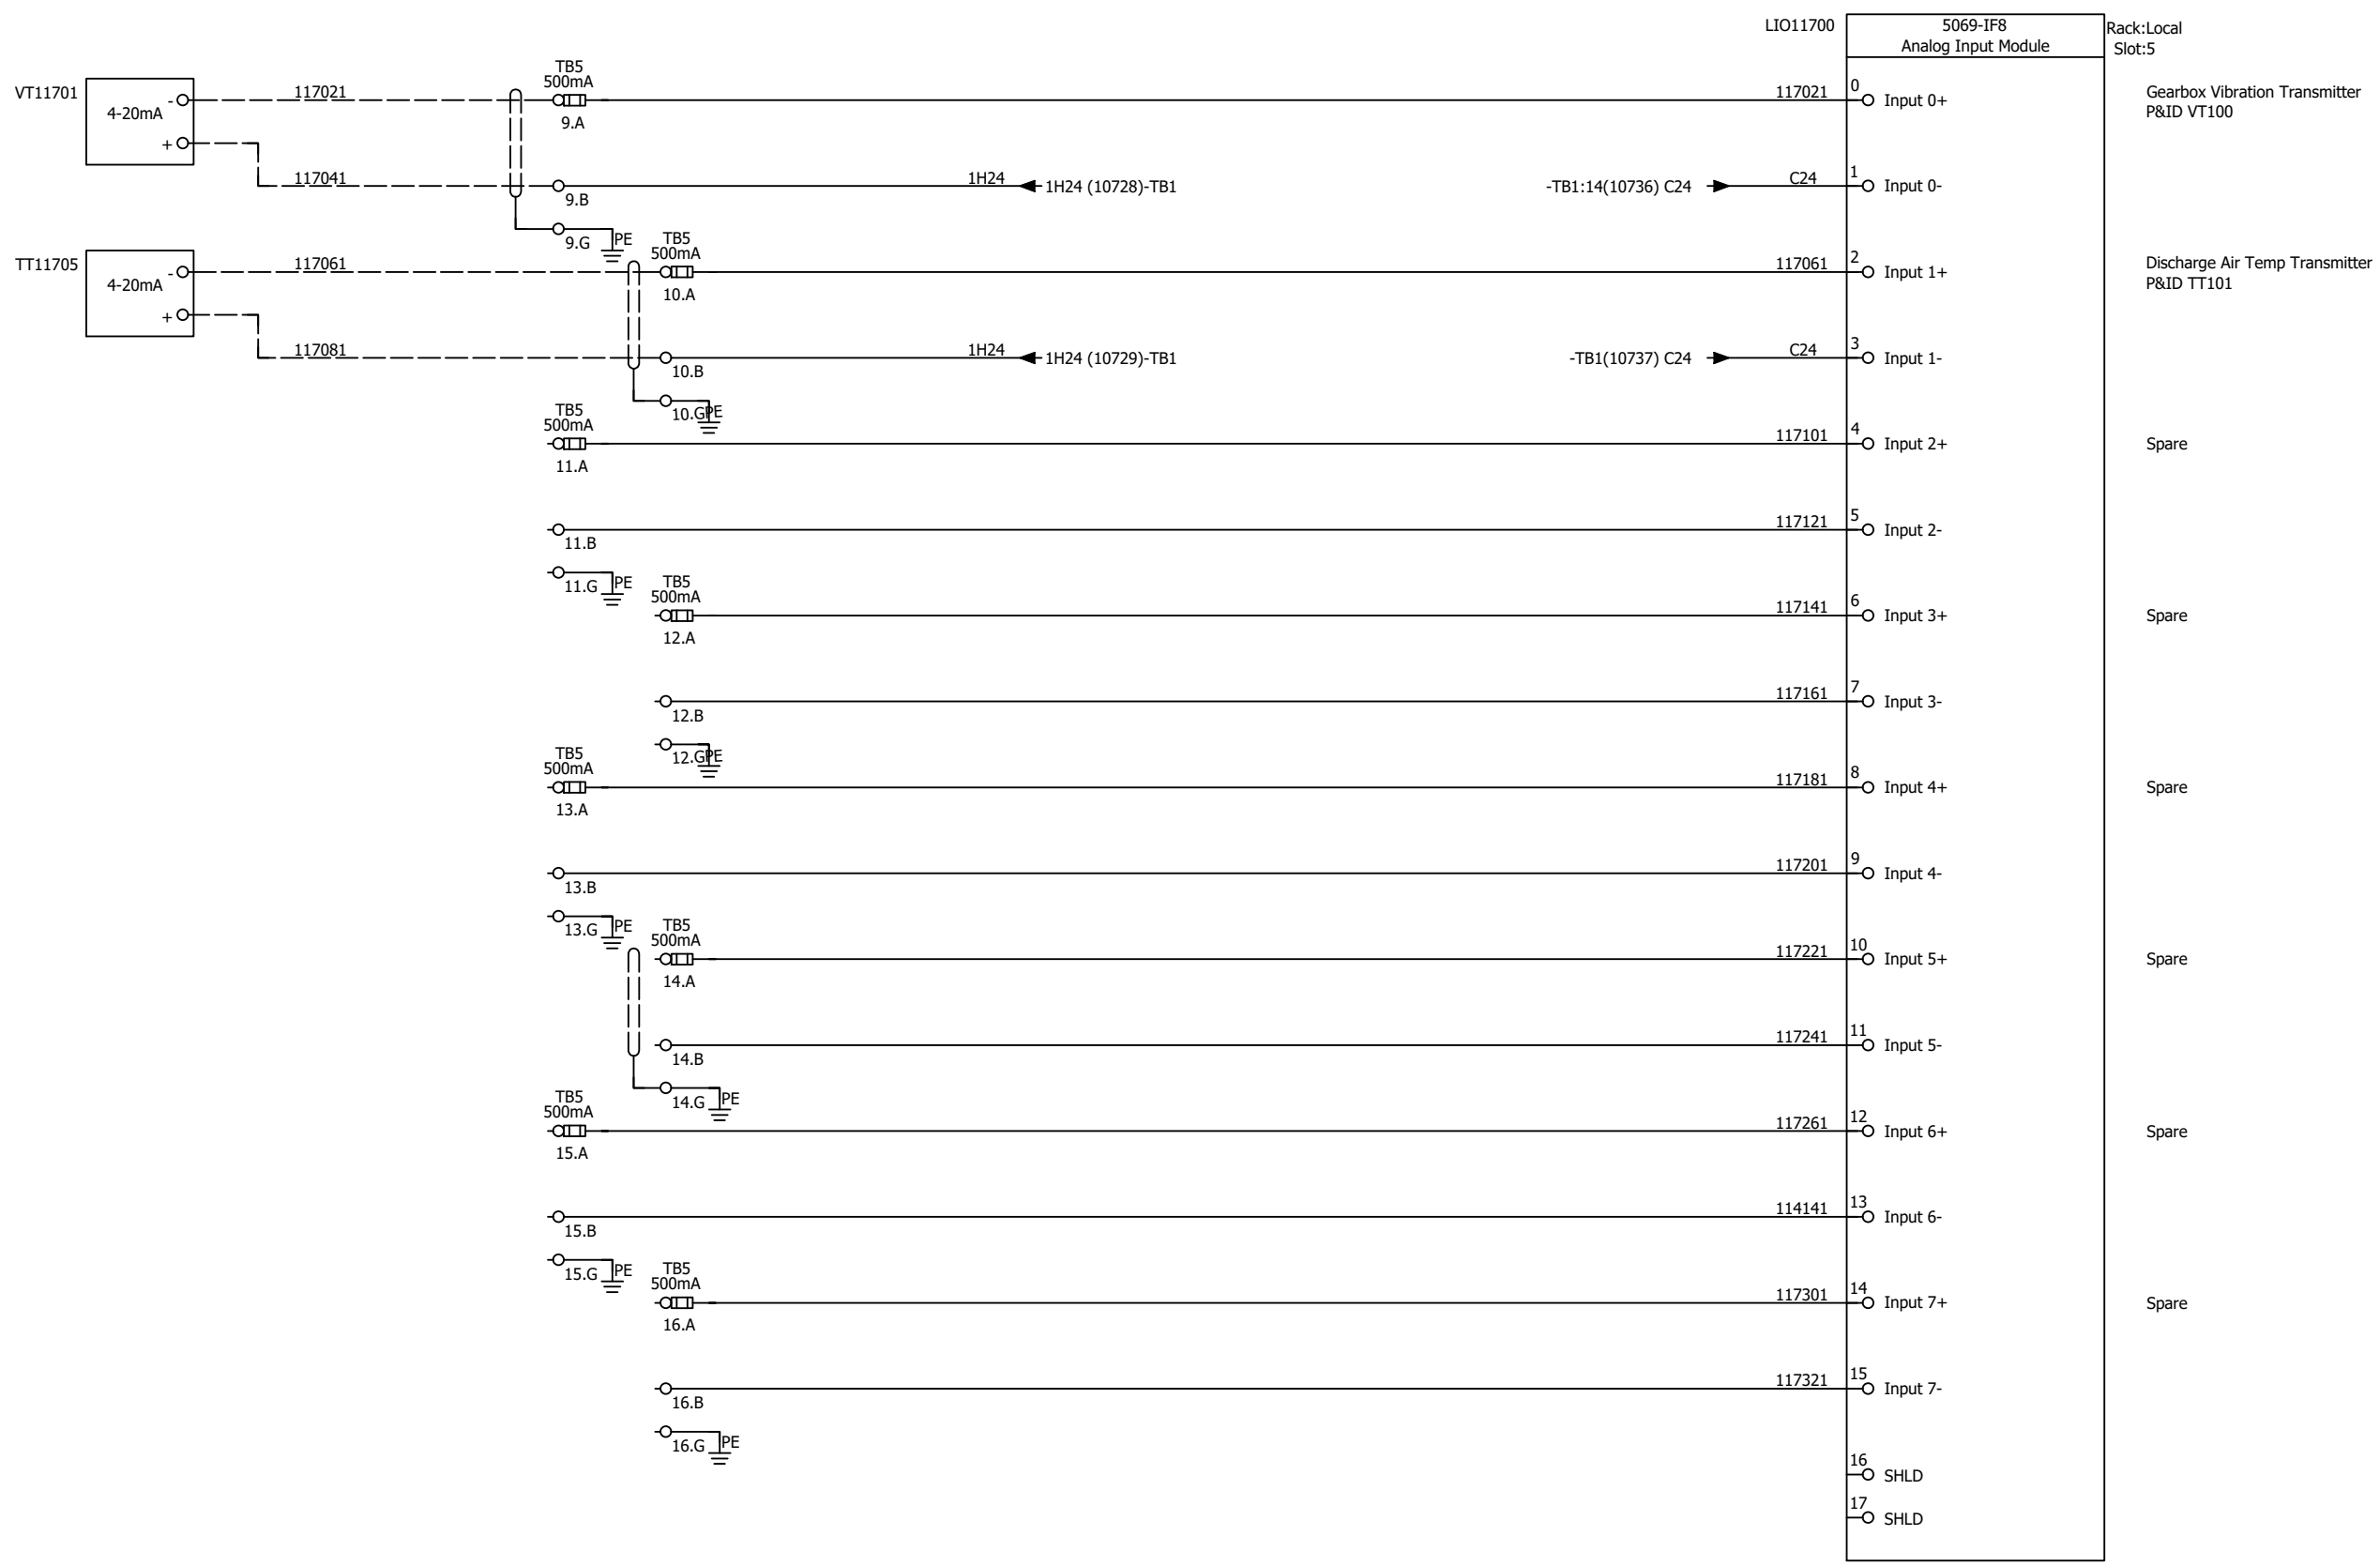 LIO11700
5069-IF8
Analog Input Module
Rack:Local
Slot:5
VT11701
4-20mA
-
+
117021
TB5
500mA
9.A
117021
0
Input 0+
Gearbox Vibration Transmitter
P&ID VT100
117041
9.B
1H24
1H24 (10728)-TB1
-TB1:14(10736) C24
C24
1
Input 0-
9.G
PE
TT11705
4-20mA
-
+
117061
TB5
500mA
10.A
117061
2
Input 1+
Discharge Air Temp Transmitter
P&ID TT101
117081
10.B
1H24
1H24 (10729)-TB1
-TB1(10737) C24
C24
3
Input 1-
10.G
PE
TB5
500mA
11.A
117101
4
Input 2+
Spare
11.B
117121
5
Input 2-
11.G
PE
TB5
500mA
12.A
117141
6
Input 3+
Spare
12.B
117161
7
Input 3-
12.G
PE
TB5
500mA
13.A
117181
8
Input 4+
Spare
13.B
117201
9
Input 4-
13.G
PE
TB5
500mA
14.A
117221
10
Input 5+
Spare
14.B
117241
11
Input 5-
14.G
PE
TB5
500mA
15.A
117261
12
Input 6+
Spare
15.B
114141
13
Input 6-
15.G
PE
TB5
500mA
16.A
117301
14
Input 7+
Spare
16.B
117321
15
Input 7-
16.G
PE
16
SHLD
17
SHLD